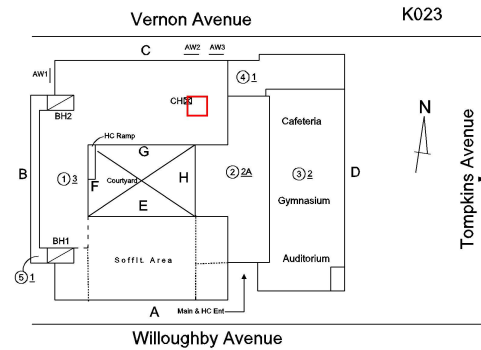 Vernon Avenue
K023
C
AW2 AW3
AW1
4 1
CH
BH2
HC Ramp
Cafeteria
N
G
B
1 3
F
Courtyard
H
2 2A
3 2
D
E
Gymnasium
Tompkins Avenue
BH1
Soffit Area
Auditorium
5 1
A
Main & HC Ent
Willoughby Avenue